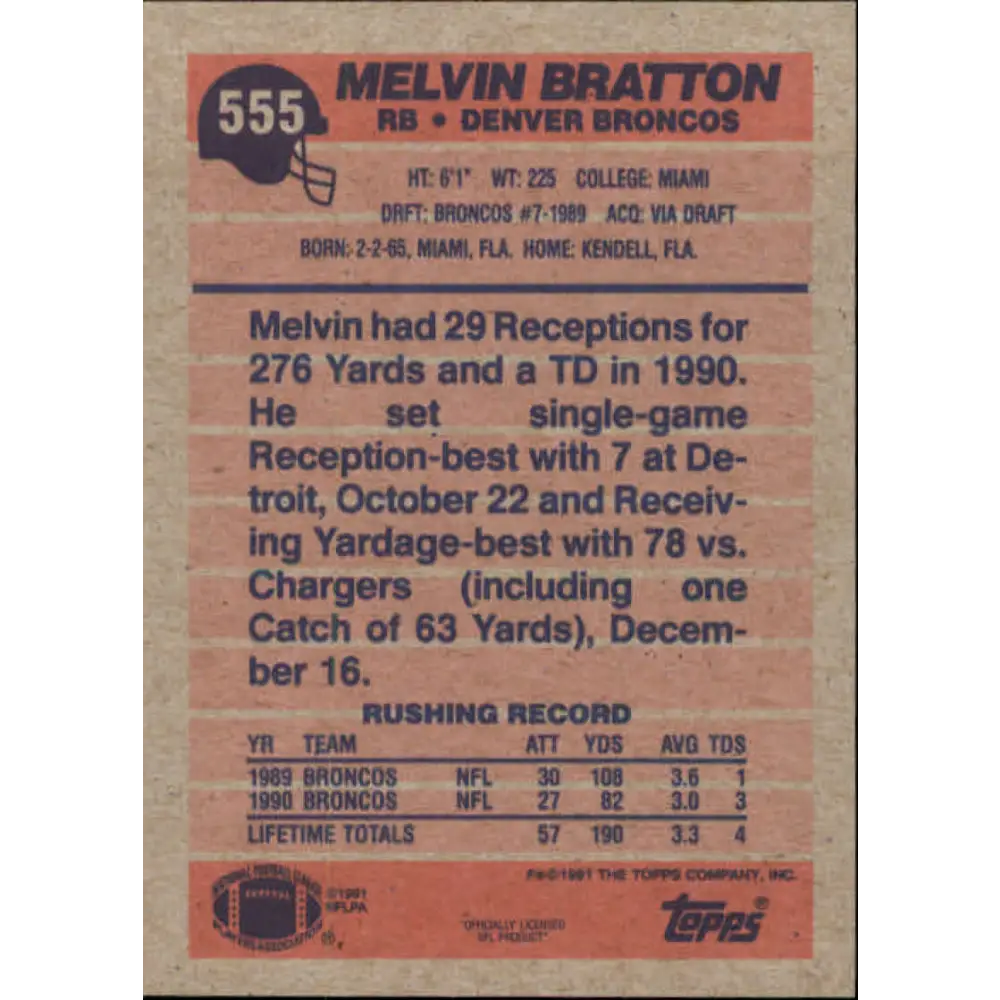 555
MELVIN BRATTON
RB • DENVER BRONCOS
HT: 6'1" WT: 225 COLLEGE: MIAMI
DRFT: BRONCOS #7-1989 ACQ: VIA DRAFT
BORN: 2-2-65, MIAMI, FLA. HOME: KENDELL, FLA.
Melvin had 29 Receptions for
276 Yards and a TD in 1990.
He set single-game
Reception-best with 7 at De-
troit, October 22 and Receiv-
ing Yardage-best with 78 vs.
Chargers (including one
Catch of 63 Yards), Decem-
ber 16.
RUSHING RECORD
YR TEAM ATT YDS AVG TDS
1989 BRONCOS NFL 30 108 3.6 1
1990 BRONCOS NFL 27 82 3.0 3
LIFETIME TOTALS 57 190 3.3 4
©1991 THE TOPPS COMPANY, INC.
©1991
NFLPA
"OFFICIALLY LICENSED
NFL PRODUCT"
Topps®